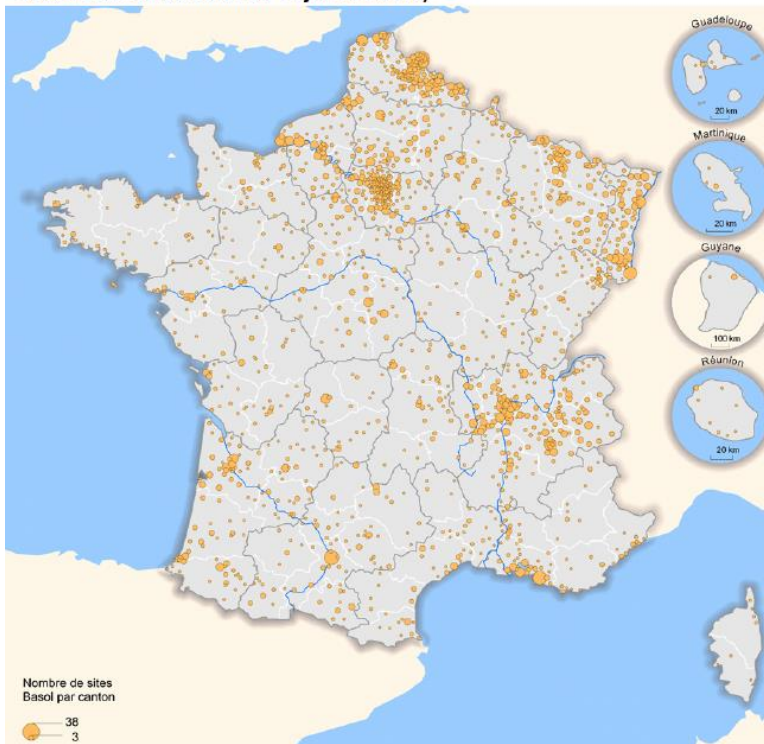 Guadeloupe
20 km
Martinique
20 km
Guyane
100 km
Réunion
20 km
Nombre de sites
Basol par canton
38
3